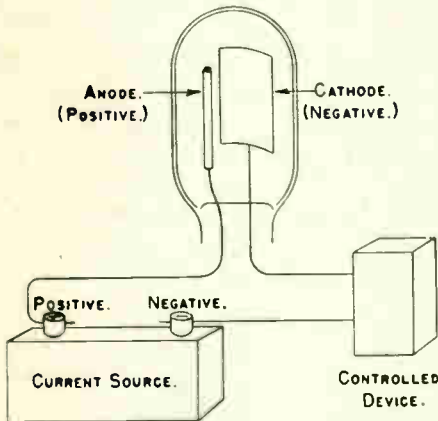 ANODE.
(POSITIVE.)
CATHODE.
(NEGATIVE.)
POSITIVE.
NEGATIVE.
CURRENT SOURCE.
CONTROLLED
DEVICE.